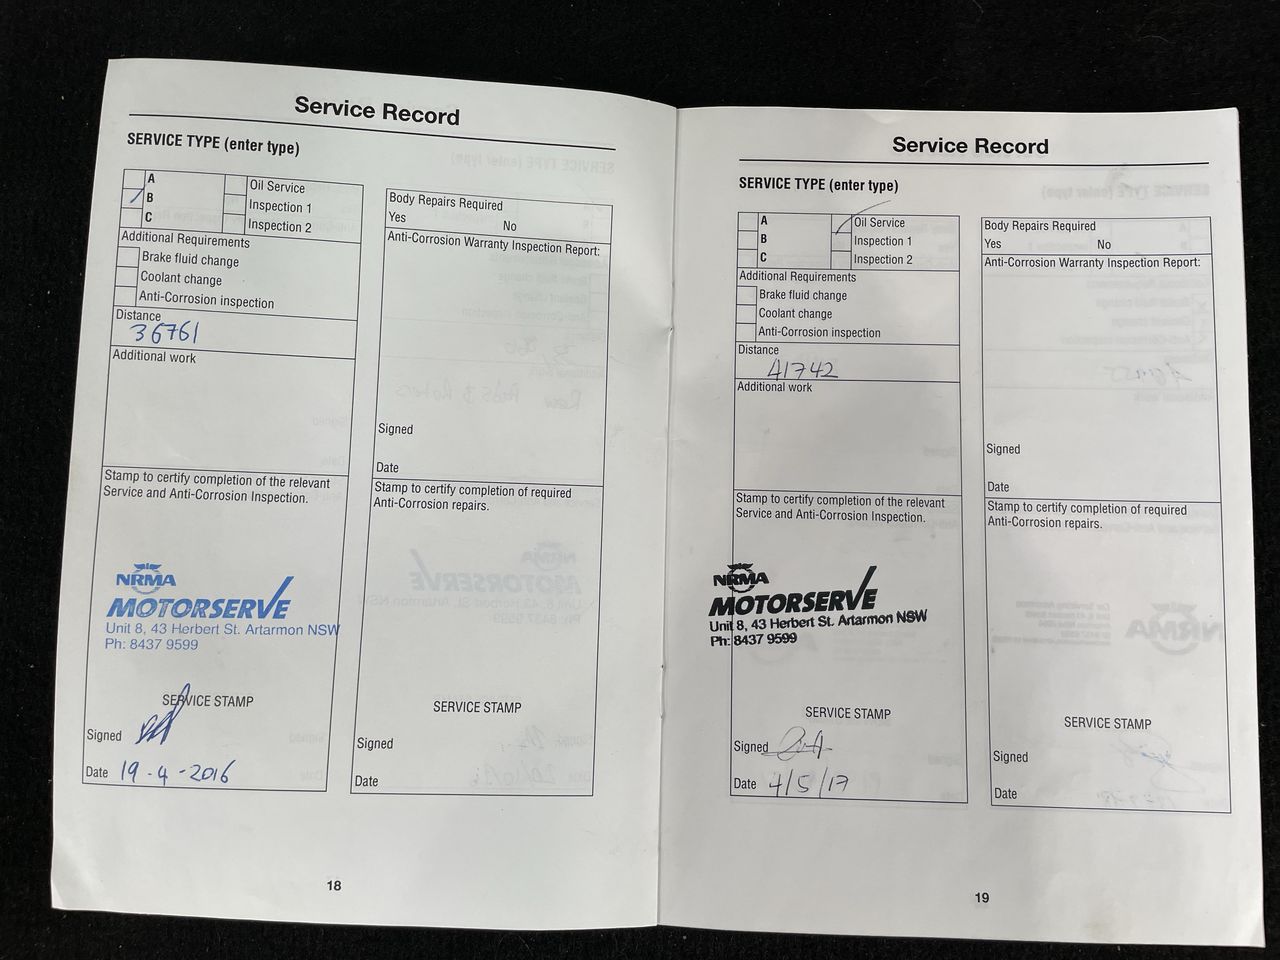 Service Record
SERVICE TYPE (enter type)
A
B
C
Oil Service
Inspection 1
Inspection 2
Additional Requirements
Brake fluid change
Coolant change
Anti-Corrosion inspection
Distance
36761
Additional work
Stamp to certify completion of the relevant
Service and Anti-Corrosion Inspection.
NRMA
MOTORSERVE
Unit 8, 43 Herbert St. Artarmon NSW
Ph: 8437 9599
SERVICE STAMP
Signed
Date 19-4-2016
Body Repairs Required
Yes No
Anti-Corrosion Warranty Inspection Report:
Signed
Date
Stamp to certify completion of required
Anti-Corrosion repairs.
SERVICE STAMP
Signed
Date
18
Service Record
SERVICE TYPE (enter type)
A
B
C
Oil Service
Inspection 1
Inspection 2
Additional Requirements
Brake fluid change
Coolant change
Anti-Corrosion inspection
Distance
41742
Additional work
Stamp to certify completion of the relevant
Service and Anti-Corrosion Inspection.
NRMA
MOTORSERVE
Unit 8, 43 Herbert St. Artarmon NSW
Ph: 8437 9599
SERVICE STAMP
Signed
Date 4/5/17
Body Repairs Required
Yes No
Anti-Corrosion Warranty Inspection Report:
Signed
Date
Stamp to certify completion of required
Anti-Corrosion repairs.
SERVICE STAMP
Signed
Date
19